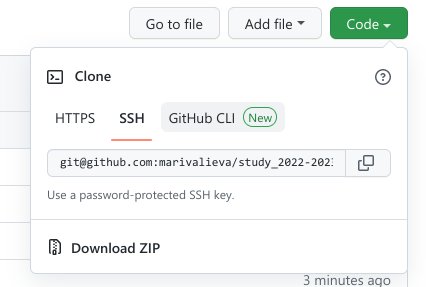 Go to file Add file Code
Clone
HTTPS SSH GitHub CLI New
git@github.com:marivalieva/study_2022-2023
Use a password-protected SSH key.
Download ZIP
3 minutes ago